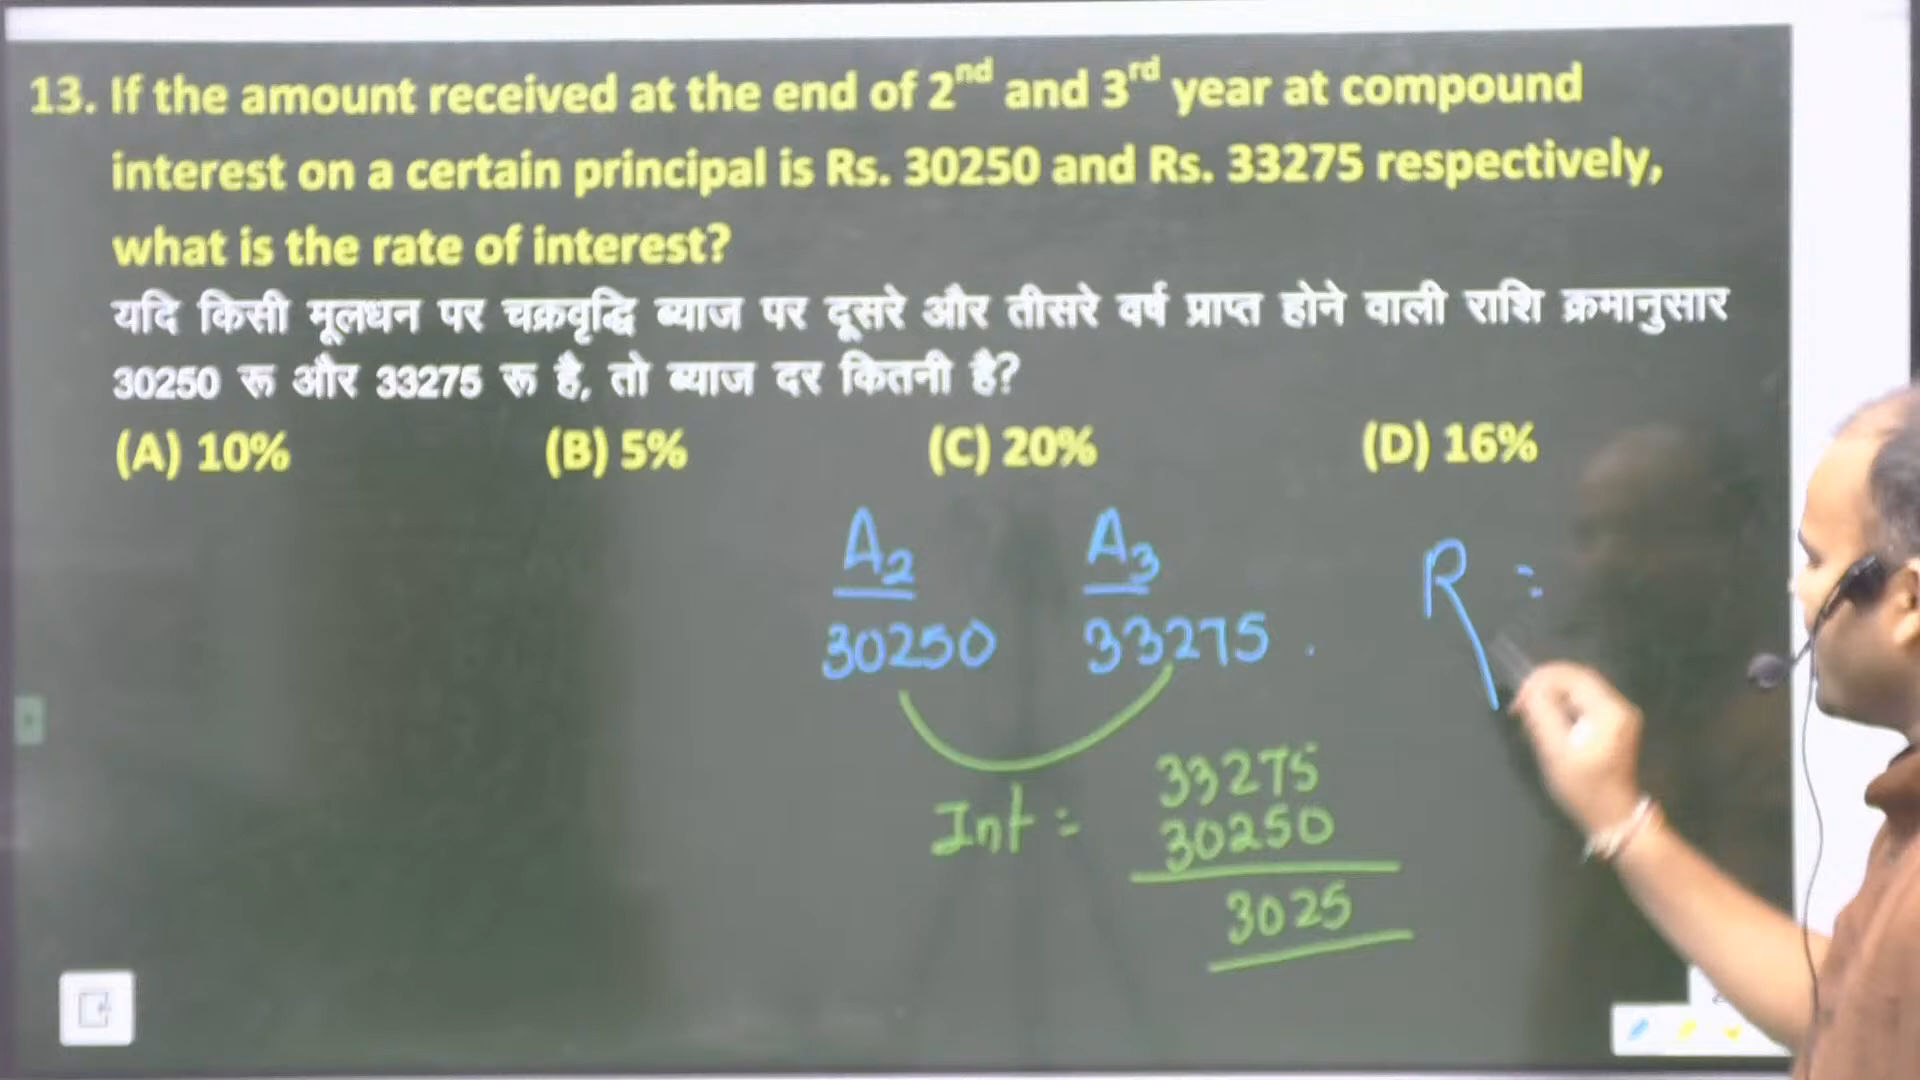 13. If the amount received at the end of 2nd and 3rd year at compound
interest on a certain principal is Rs. 30250 and Rs. 33275 respectively,
what is the rate of interest?
यदि किसी मूलधन पर चक्रवृद्धि ब्याज पर दूसरे और तीसरे वर्ष प्राप्त होने वाली राशि क्रमानुसार
30250 रू और 33275 रू है, तो ब्याज दर कितनी है?
(A) 10% (B) 5% (C) 20% (D) 16%
A2 A3 R =
30250 33275
33275
Int = 30250
3025